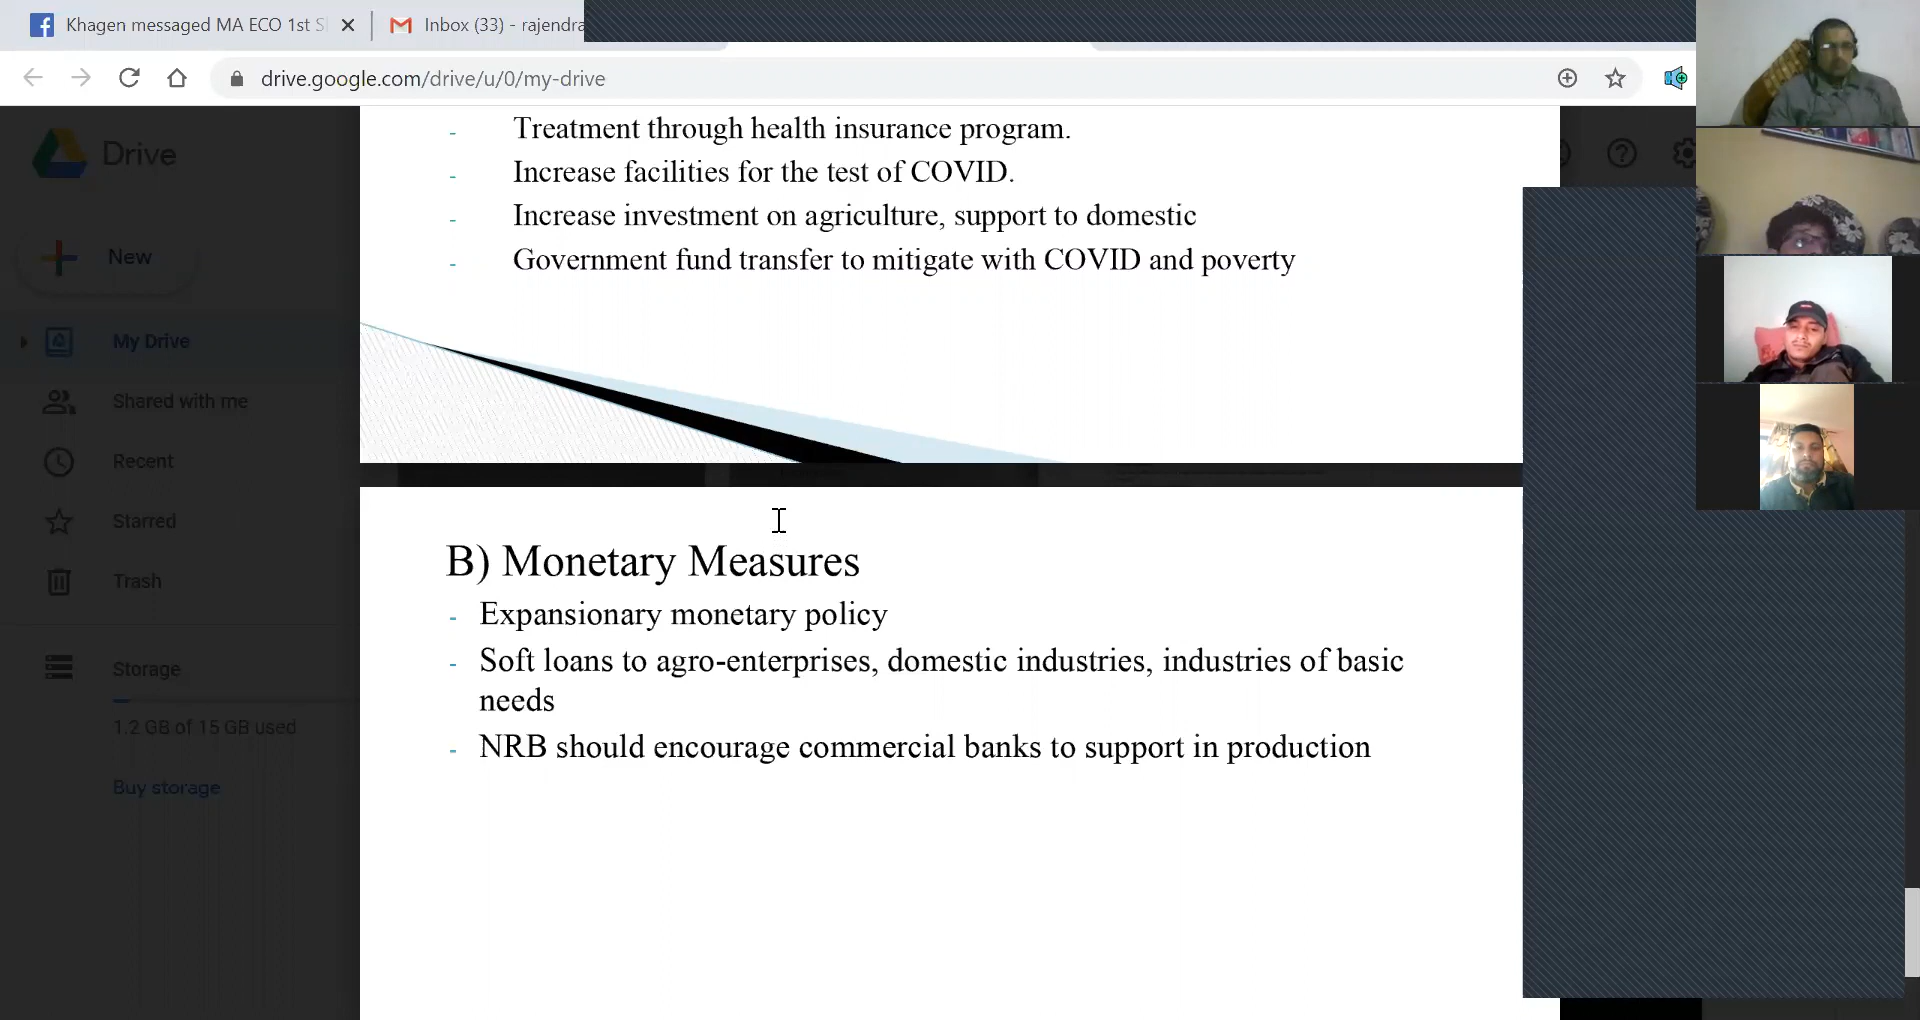 Khagen messaged MA ECO 1st S
Inbox (33) - rajendra
drive.google.com/drive/u/0/my-drive
Drive
New
My Drive
Shared with me
Recent
Starred
Trash
Storage
1.2 GB of 15 GB used
Buy storage
- Treatment through health insurance program.
- Increase facilities for the test of COVID.
- Increase investment on agriculture, support to domestic
- Government fund transfer to mitigate with COVID and poverty
B) Monetary Measures
- Expansionary monetary policy
- Soft loans to agro-enterprises, domestic industries, industries of basic
needs
- NRB should encourage commercial banks to support in production